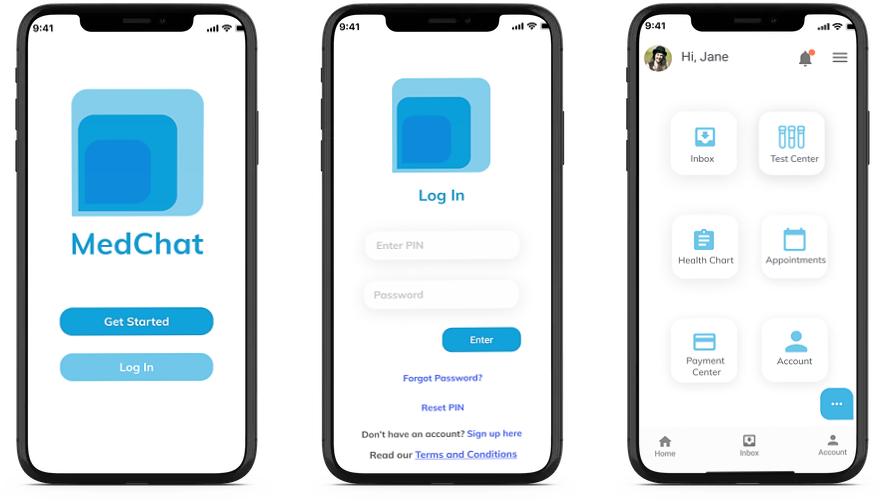 9:41
MedChat
Get Started
Log In
9:41
Log In
Enter PIN
Password
Enter
Forgot Password?
Reset PIN
Don't have an account? Sign up here
Read our Terms and Conditions
9:41
Hi, Jane
Inbox
Test Center
Health Chart
Appointments
Payment
Center
Account
Home
Inbox
Account